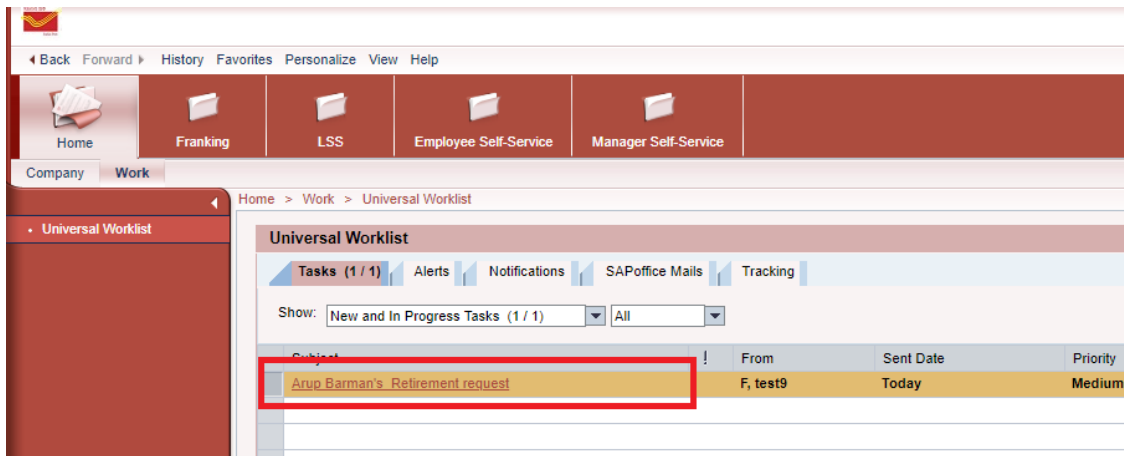 Back Forward History Favorites Personalize View Help
Home Franking LSS Employee Self-Service Manager Self-Service
Company Work
Home > Work > Universal Worklist
• Universal Worklist
Universal Worklist
Tasks (1 / 1) Alerts Notifications SAPoffice Mails Tracking
Show: New and In Progress Tasks (1 / 1) All
Subject ! From Sent Date Priority
Arup Barman's Retirement request F, test9 Today Medium